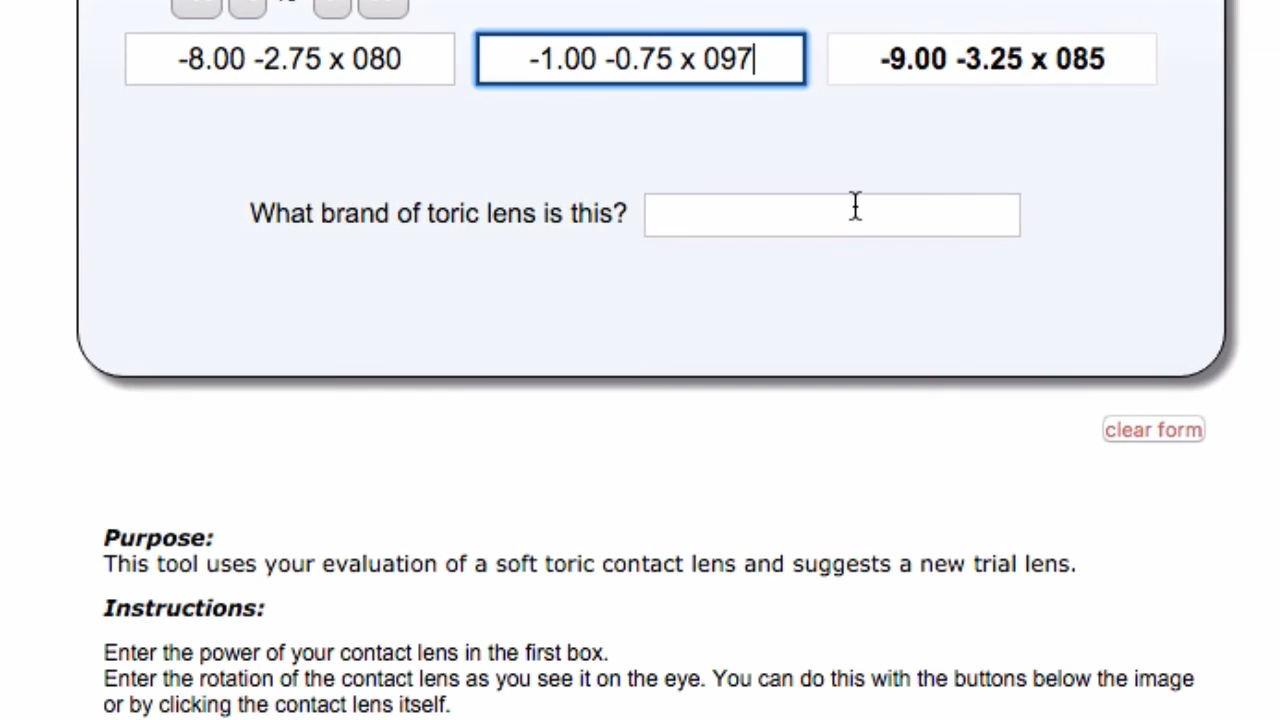 -8.00 -2.75 x 080
-1.00 -0.75 x 097
-9.00 -3.25 x 085
What brand of toric lens is this?
clear form
Purpose:
This tool uses your evaluation of a soft toric contact lens and suggests a new trial lens.
Instructions:
Enter the power of your contact lens in the first box.
Enter the rotation of the contact lens as you see it on the eye. You can do this with the buttons below the image
or by clicking the contact lens itself.